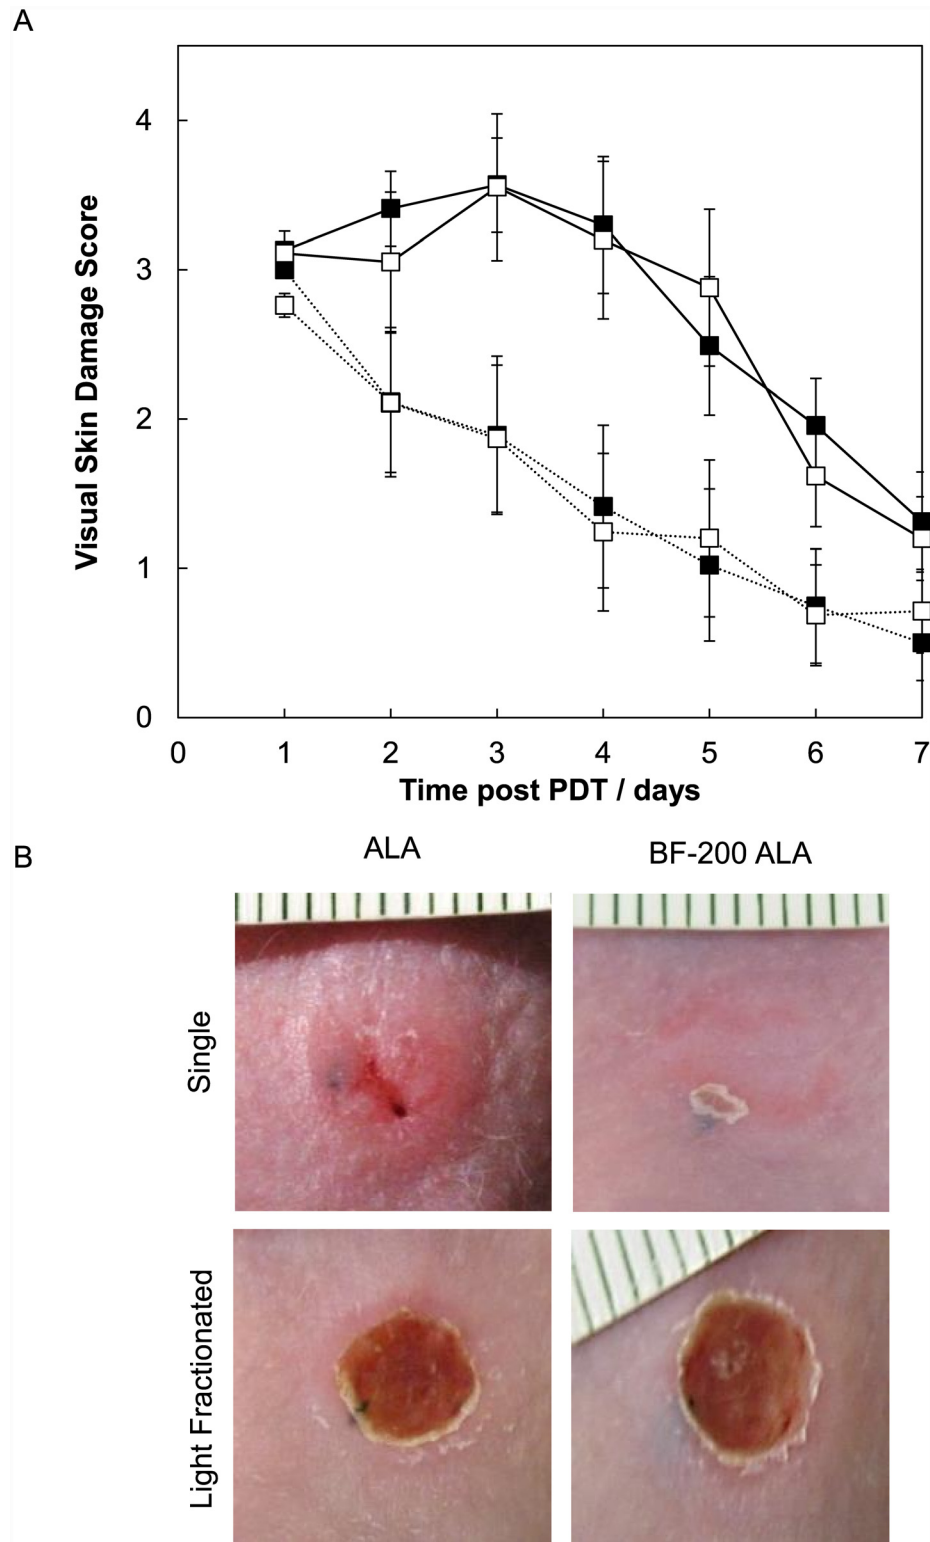 A
4
3
2
1
0
Visual Skin Damage Score
0 1 2 3 4 5 6 7
Time post PDT / days
B
ALA
BF-200 ALA
Single
Light Fractionated